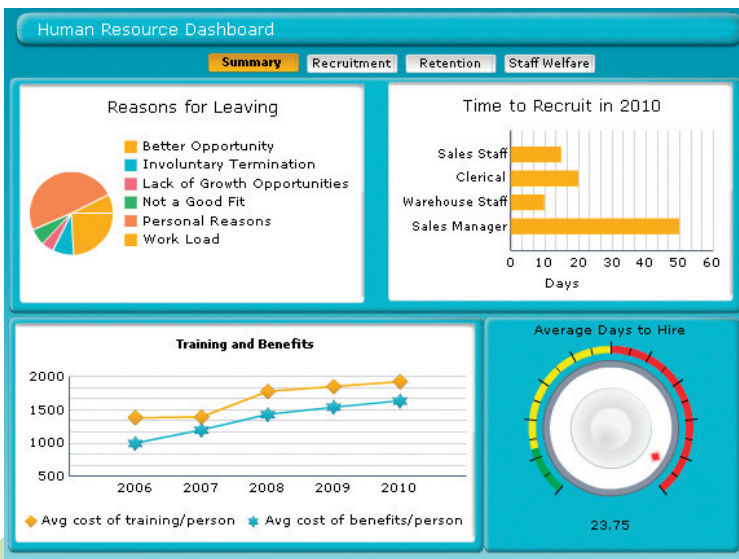 Human Resource Dashboard
Summary
Recruitment
Retention
Staff Welfare
Reasons for Leaving
Better Opportunity
Involuntary Termination
Lack of Growth Opportunities
Not a Good Fit
Personal Reasons
Work Load
Time to Recruit in 2010
Sales Staff
Clerical
Warehouse Staff
Sales Manager
0 10 20 30 40 50 60
Days
Training and Benefits
2000
1500
1000
500
2006 2007 2008 2009 2010
Avg cost of training/person Avg cost of benefits/person
Average Days to Hire
23.75